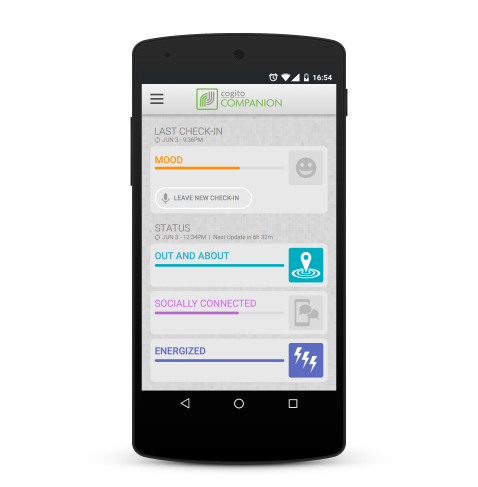 16:54
cogito
COMPANION
LAST CHECK-IN
JUN 3 - 9:36PM
MOOD
LEAVE NEW CHECK-IN
STATUS
JUN 3 - 12:34PM | Next Update in 6h 32m
OUT AND ABOUT
SOCIALLY CONNECTED
ENERGIZED